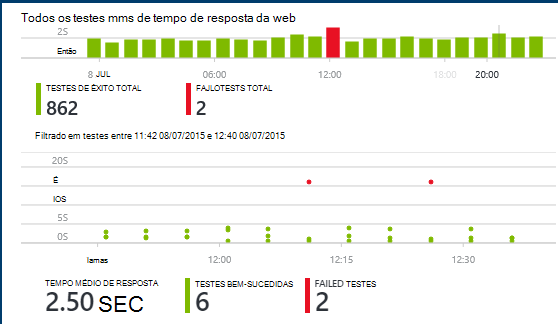 Todos os testes mms de tempo de resposta da web
2S
Então
8 JUL 06:00 12:00 18:00 20:00
TESTES DE ÊXITO TOTAL FAJLOTESTS TOTAL
862 2
Filtrado em testes entre 11:42 08/07/2015 e 12:40 08/07/2015
20S
É
IOS
5S
0S
lamas 12:00 12:15 12:30
TEMPO MÉDIO DE RESPOSTA TESTES BEM-SUCEDIDAS FAILED TESTES
2.50 SEC 6 2